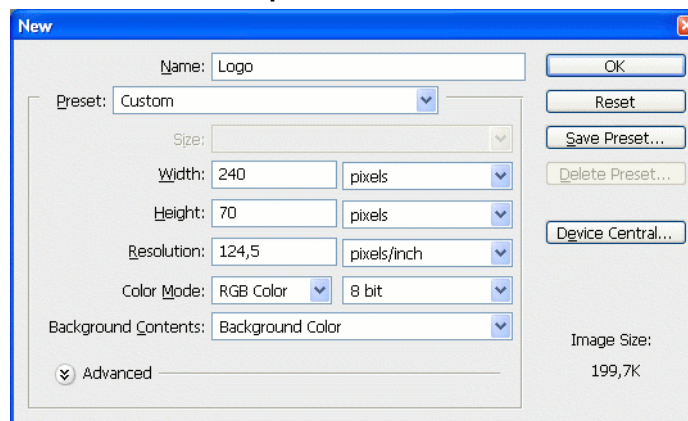 New
Name: Logo
OK
Preset: Custom
Reset
Size:
Save Preset...
Width: 240 pixels
Delete Preset...
Height: 70 pixels
Device Central...
Resolution: 124,5 pixels/inch
Color Mode: RGB Color 8 bit
Background Contents: Background Color
Image Size:
Advanced
199,7K